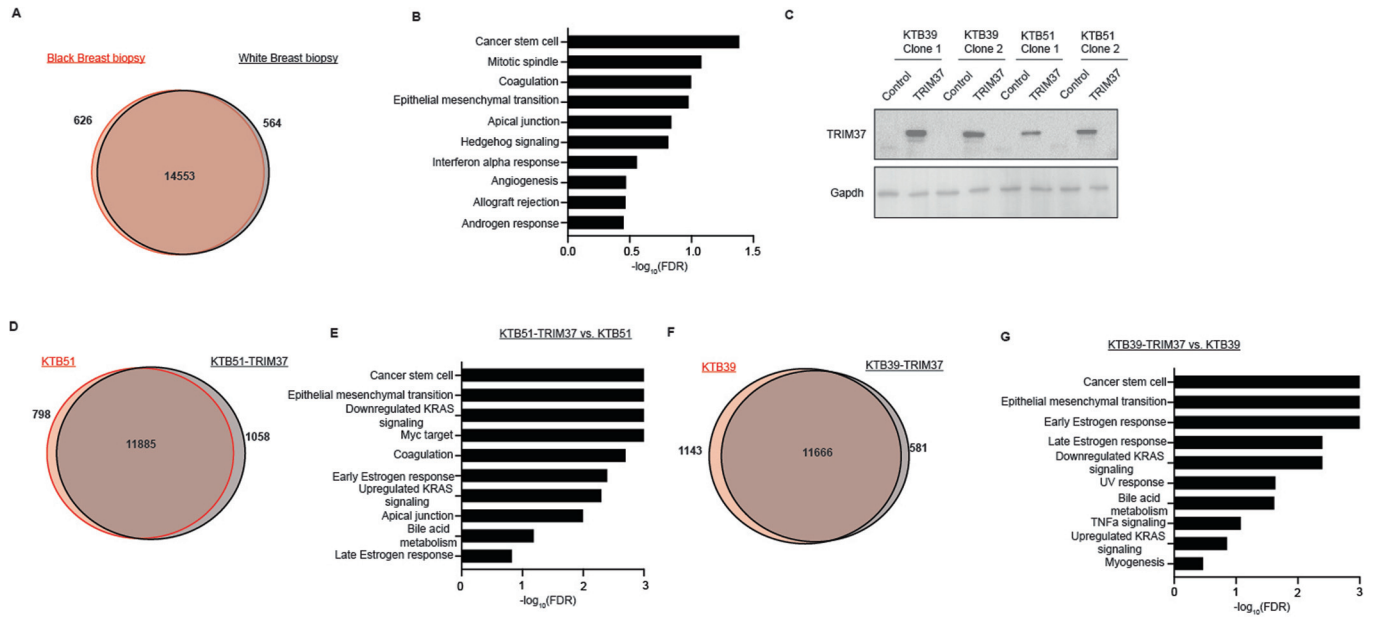 A
Black Breast biopsy
White Breast biopsy
626
564
14553
B
Cancer stem cell
Mitotic spindle
Coagulation
Epithelial mesenchymal transition
Apical junction
Hedgehog signaling
Interferon alpha response
Angiogenesis
Allograft rejection
Androgen response
0.0 0.5 1.0 1.5
-log10(FDR)
C
KTB39 KTB39 KTB51 KTB51
Clone 1 Clone 2 Clone 1 Clone 2
Control TRIM37 Control TRIM37 Control TRIM37 Control TRIM37
TRIM37
Gapdh
D
KTB51
KTB51-TRIM37
798
1058
11885
E
KTB51-TRIM37 vs. KTB51
Cancer stem cell
Epithelial mesenchymal transition
Downregulated KRAS
signaling
Myc target
Coagulation
Early Estrogen response
Upregulated KRAS
signaling
Apical junction
Bile acid
metabolism
Late Estrogen response
0 1 2 3
-log10(FDR)
F
KTB39
KTB39-TRIM37
1143
11666
581
G
KTB39-TRIM37 vs. KTB39
Cancer stem cell
Epithelial mesenchymal transition
Early Estrogen response
Late Estrogen response
Downregulated KRAS
signaling
UV response
Bile acid
metabolism
TNFa signaling
Upregulated KRAS
signaling
Myogenesis
0 1 2 3
-log10(FDR)